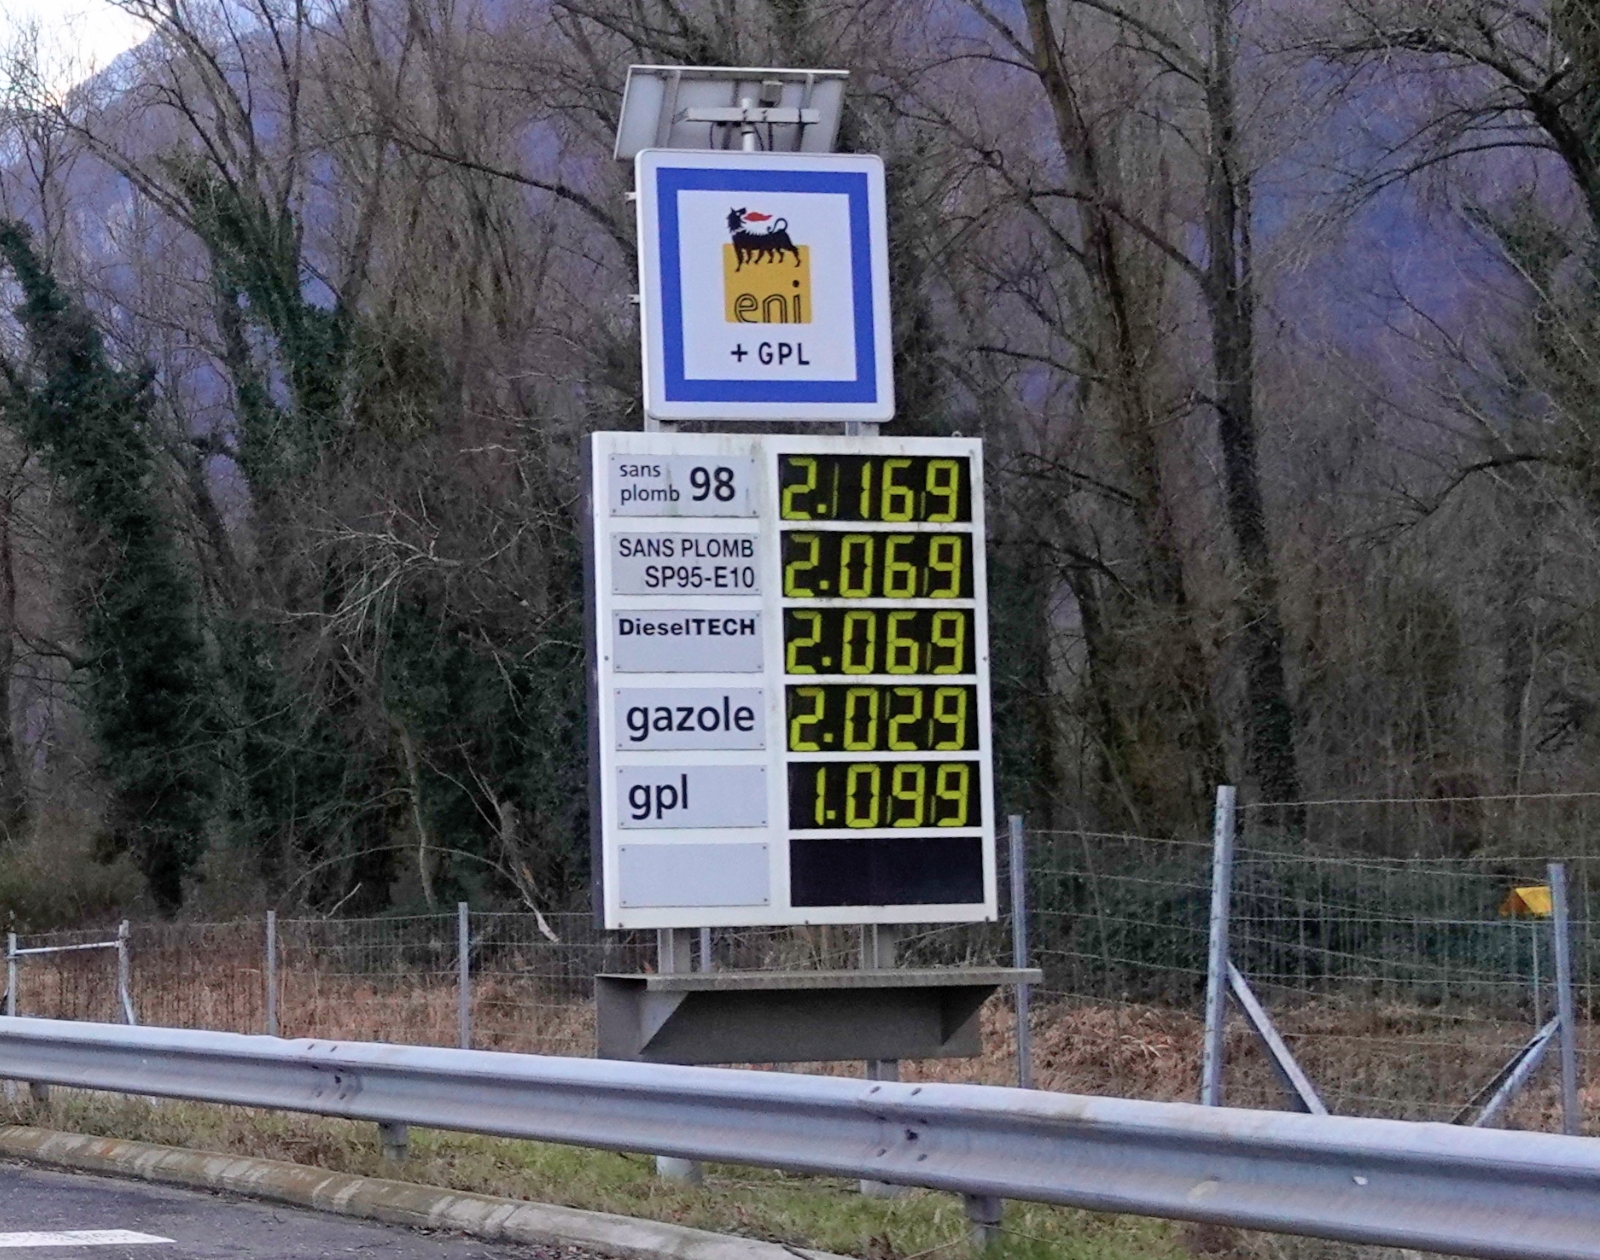 eni
+ GPL
sans
plomb 98 2.169
SANS PLOMB
SP95-E10 2.069
DieselTECH 2.069
gazole 2.029
gpl 1.099